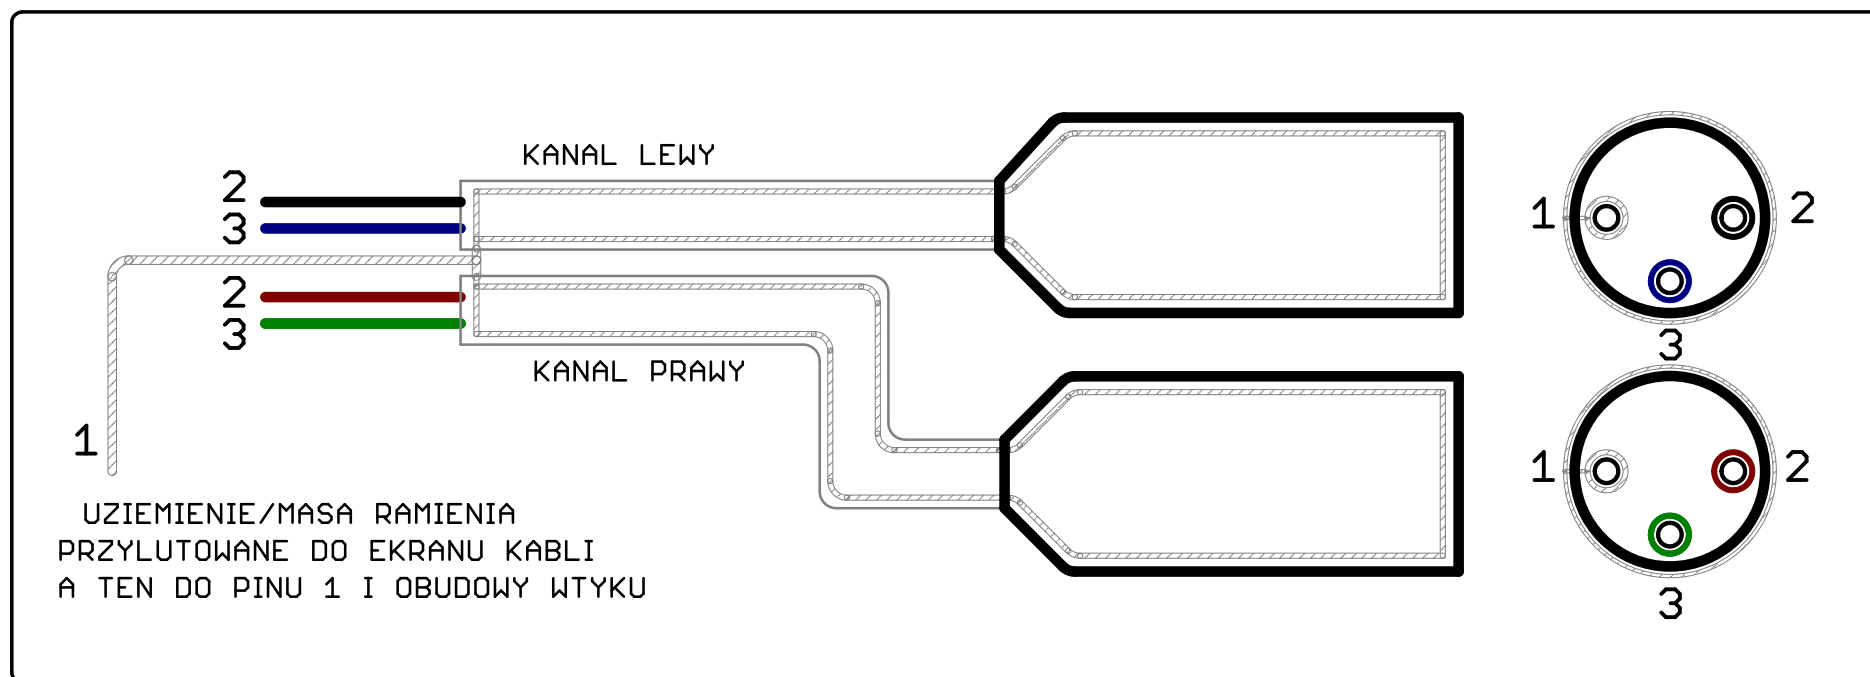 KANAL LEWY
2
3
2
3
KANAL PRAWY
1
UZIEMIENIE/MASA RAMIENIA
PRZYLUTOWANE DO EKRANU KABLI
A TEN DO PINU 1 I OBUDOWY WTYKU
1
2
3
1
2
3